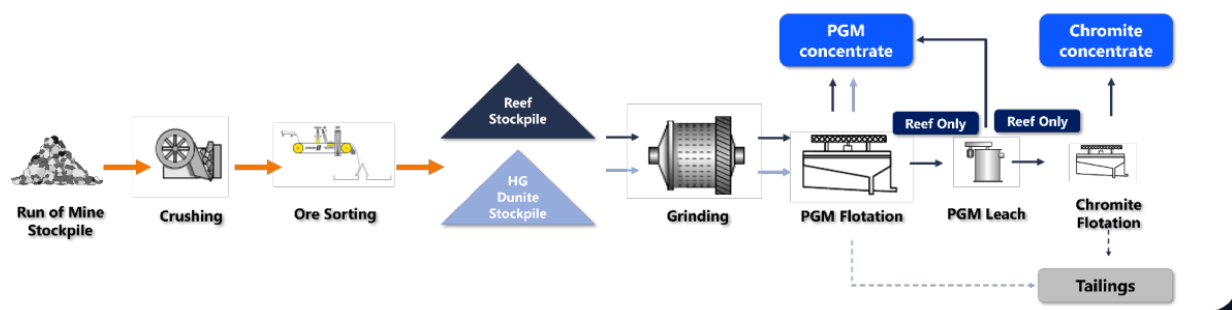 PGM
concentrate
Chromite
concentrate
Reef
Stockpile
Reef Only
Reef Only
HG
Dunite
Stockpile
Run of Mine
Stockpile
Crushing
Ore Sorting
Grinding
PGM Flotation
PGM Leach
Chromite
Flotation
Tailings